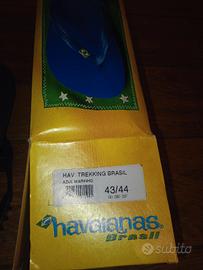 HAV. TREKKING BRASIL
AZUL MARINHO
43/44
havaianas
Brasil
subito